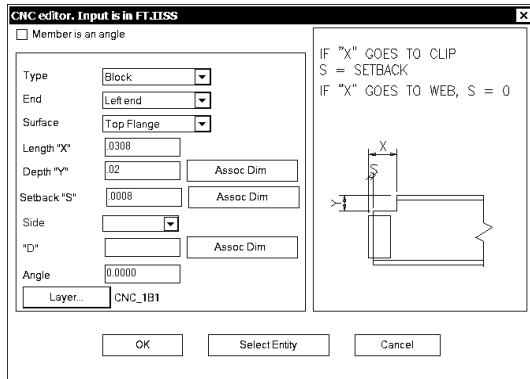 CNC editor. Input is in FT.IISS
Member is an angle
Type Block
End Left end
Surface Top Flange
Length "X" .0308
Depth "Y" .02 Assoc Dim
Setback "S" .0008 Assoc Dim
Side
"D" Assoc Dim
Angle 0.0000
Layer... CNC_1B1
IF "X" GOES TO CLIP
S = SETBACK
IF "X" GOES TO WEB, S = 0
X
S
Y
OK Select Entity Cancel